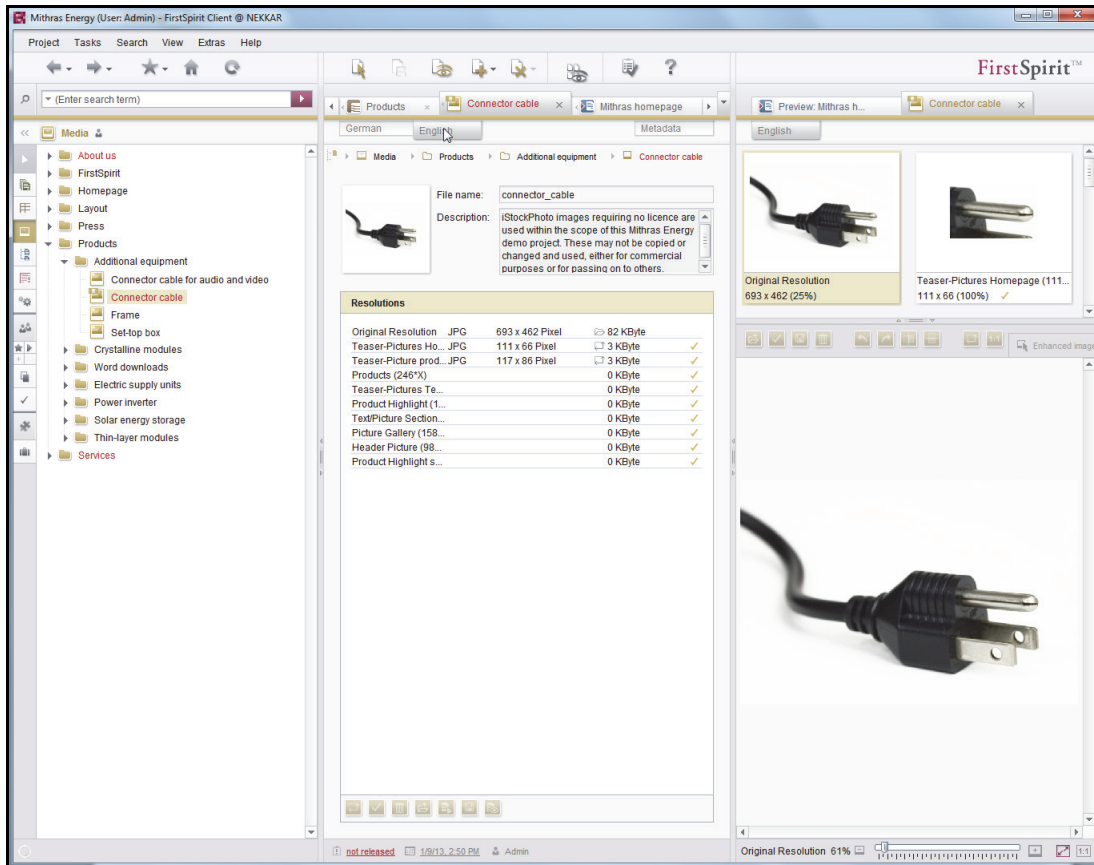 Mithras Energy (User: Admin) - FirstSpirit Client @ NEKKAR
Project Tasks Search View Extras Help
FirstSpirit™
(Enter search term)
Products
Connector cable
Mithras homepage
Preview: Mithras h...
Connector cable
Media
German
English
Metadata
English
About us
FirstSpirit
Homepage
Layout
Press
Products
Additional equipment
Connector cable for audio and video
Connector cable
Frame
Set-top box
Crystalline modules
Word downloads
Electric supply units
Power inverter
Solar energy storage
Thin-layer modules
Services
Media Products Additional equipment Connector cable
File name: connector_cable
Description: iStockPhoto images requiring no licence are
used within the scope of this Mithras Energy
demo project. These may not be copied or
changed and used, either for commercial
purposes or for passing on to others.
Resolutions
Original Resolution JPG 693 x 462 Pixel 82 KByte
Teaser-Pictures Ho... JPG 111 x 66 Pixel 3 KByte
Teaser-Picture prod... JPG 117 x 86 Pixel 3 KByte
Products (246*X) 0 KByte
Teaser-Pictures Te... 0 KByte
Product Highlight (1... 0 KByte
Text/Picture Section... 0 KByte
Picture Gallery (158... 0 KByte
Header Picture (98... 0 KByte
Product Highlight s... 0 KByte
Original Resolution
693 x 462 (25%)
Teaser-Pictures Homepage (111...
111 x 66 (100%)
1:1
Enhanced image
not released 1/9/13, 2:50 PM Admin
Original Resolution 61%
1:1